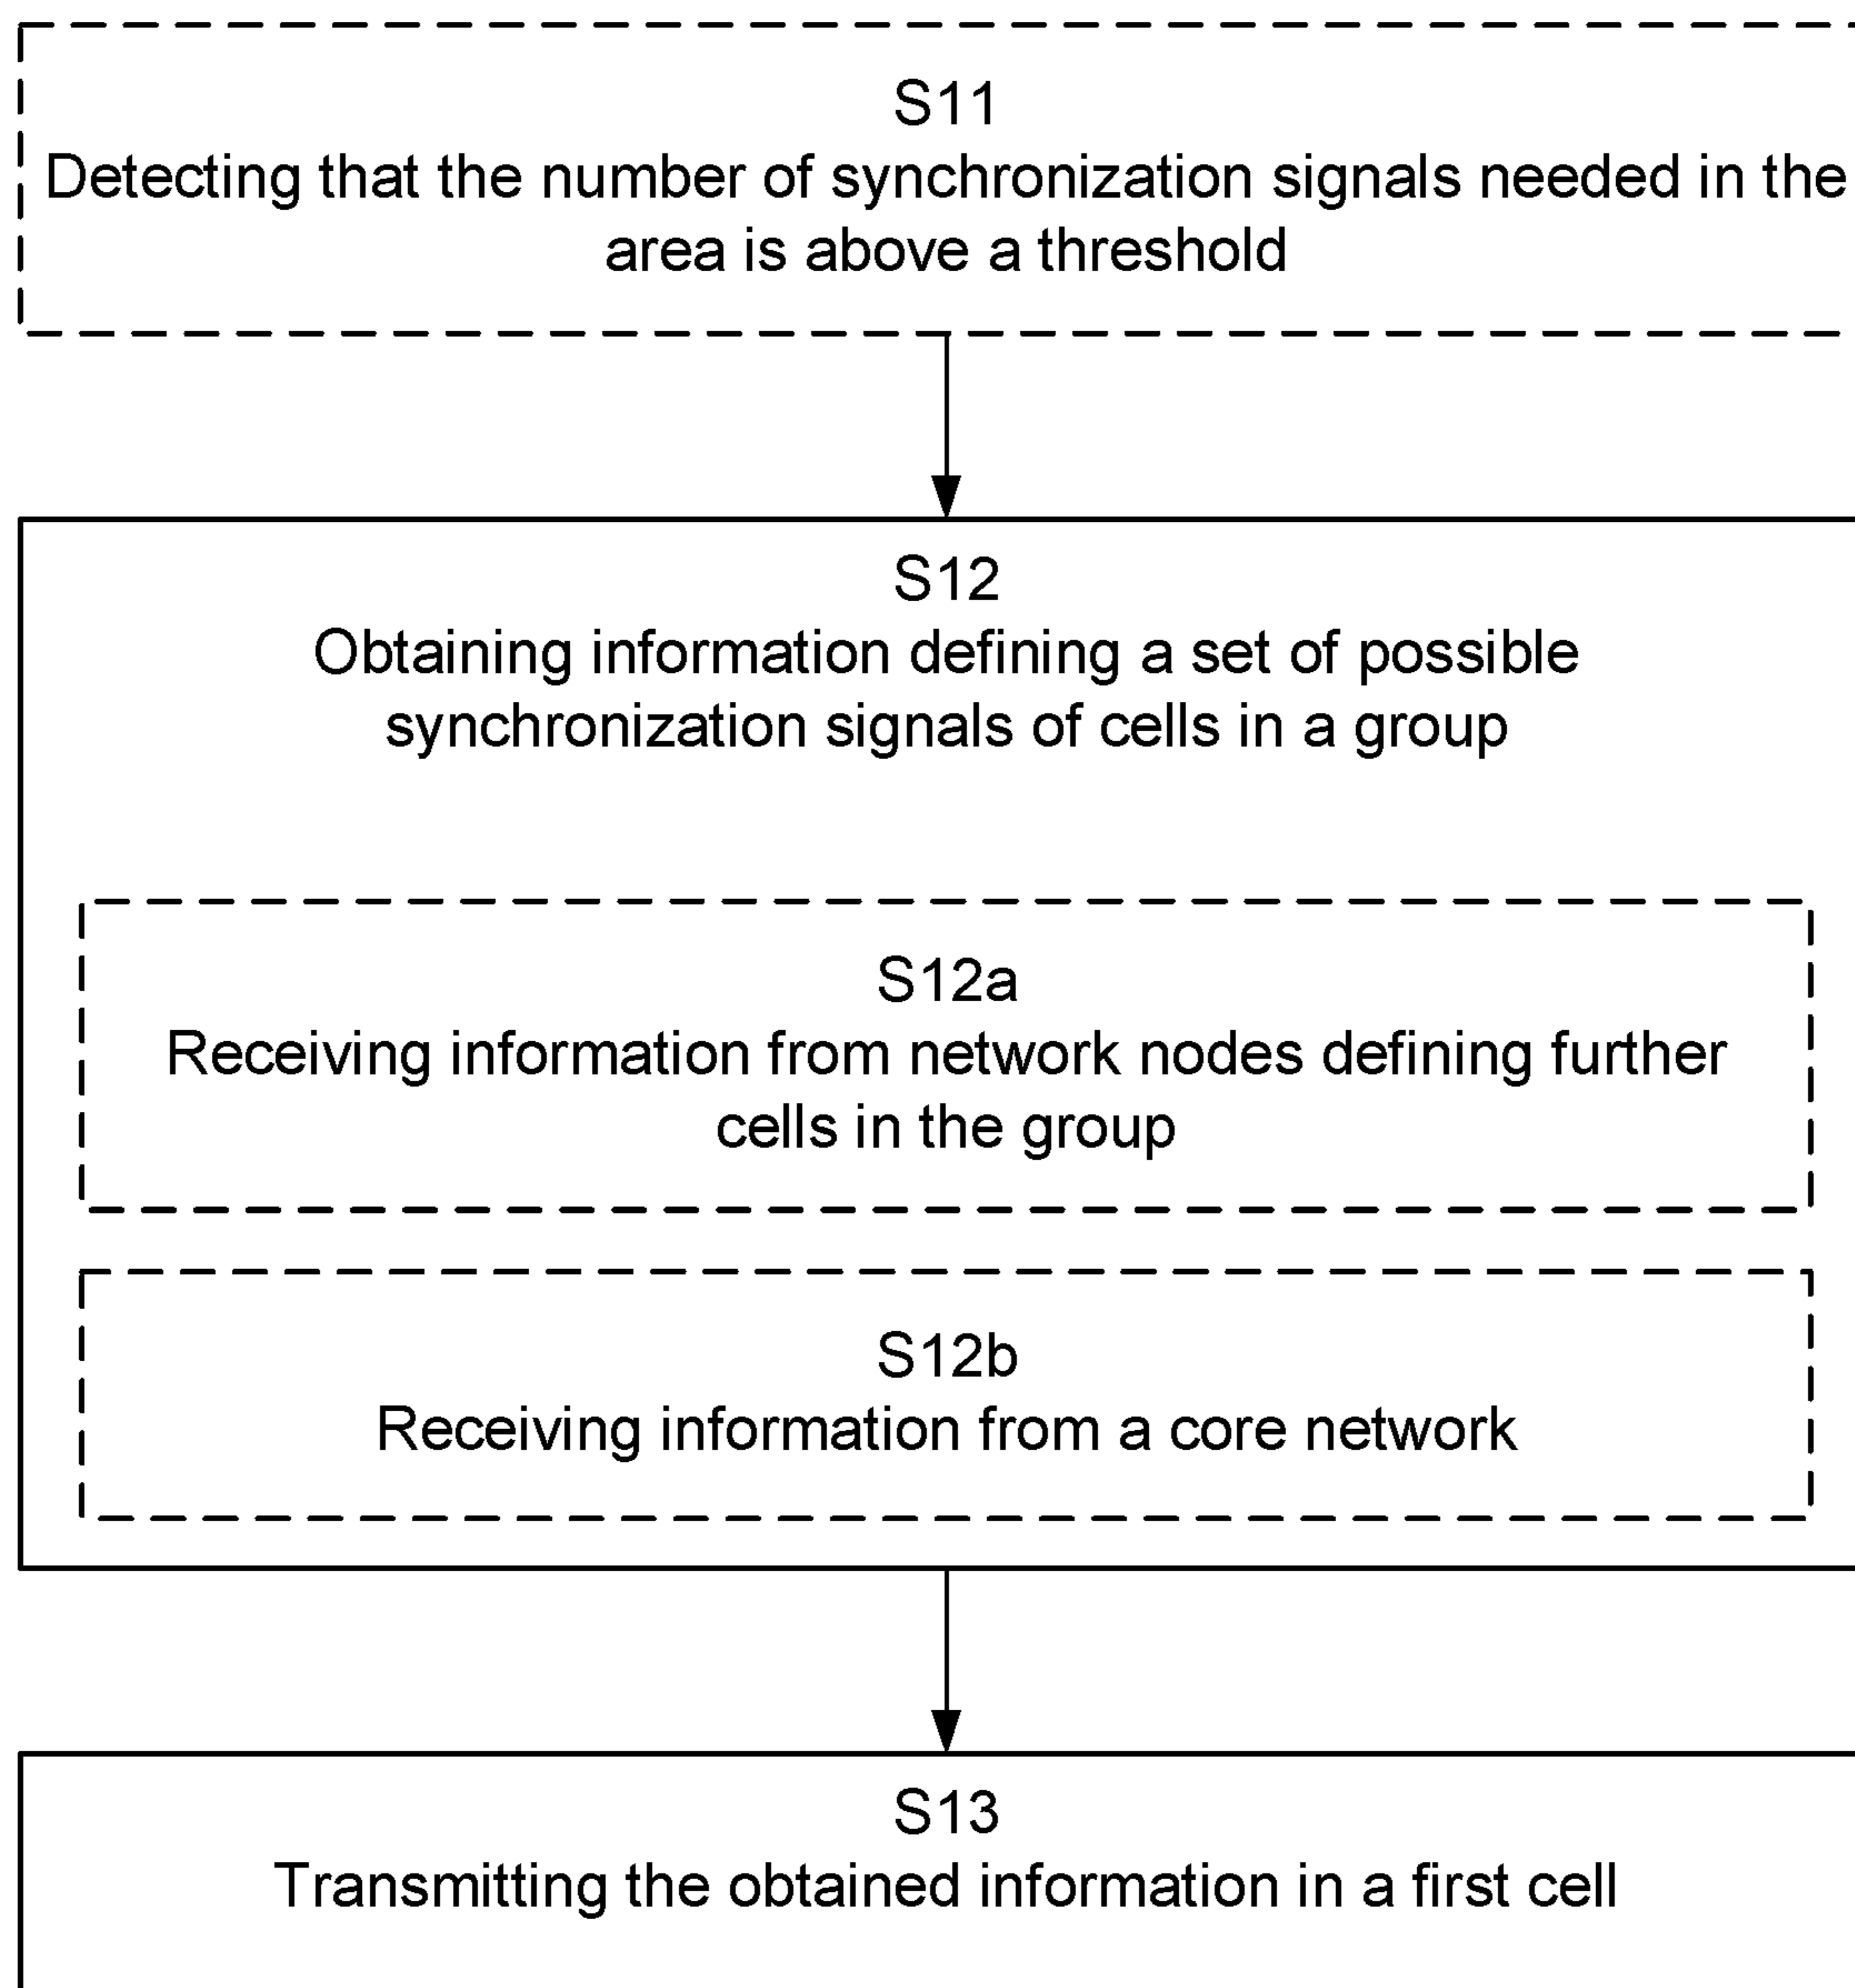 S11
Detecting that the number of synchronization signals needed in the
area is above a threshold
S12
Obtaining information defining a set of possible
synchronization signals of cells in a group
S12a
Receiving information from network nodes defining further
cells in the group
S12b
Receiving information from a core network
S13
Transmitting the obtained information in a first cell